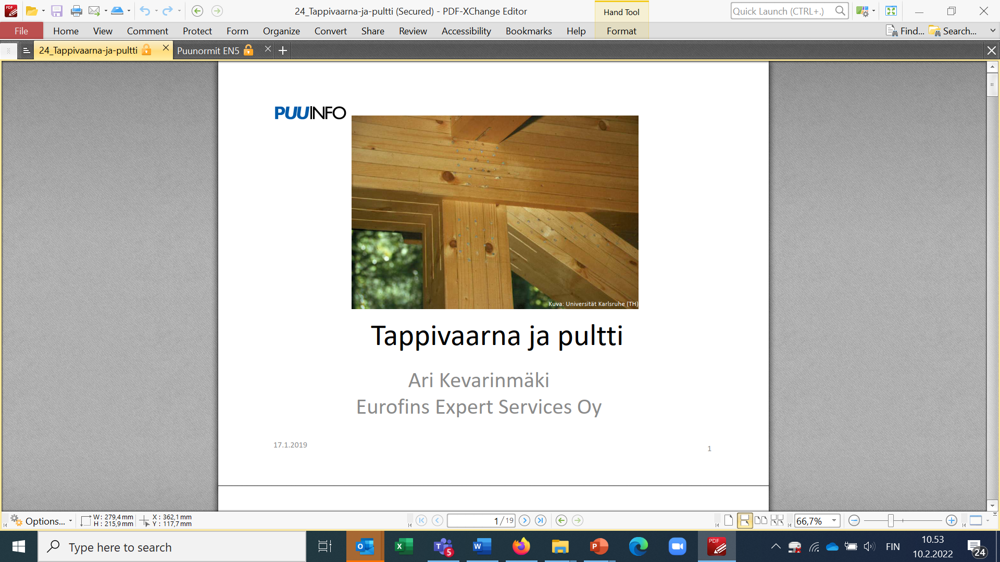 24_Tappivaarna-ja-pultti (Secured) - PDF-XChange Editor
Hand Tool
Quick Launch (CTRL+.)
File
Home
View
Comment
Protect
Form
Organize
Convert
Share
Review
Accessibility
Bookmarks
Help
Format
Find...
Search...
24_Tappivaarna-ja-pultti
Puunormit EN5
PUUINFO
Kuva: Universität Karlsruhe (TH)
Tappivaarna ja pultti
Ari Kevarinmäki
Eurofins Expert Services Oy
17.1.2019
1
Options...
W: 279,4 mm
H: 215,9 mm
X: 362,1 mm
Y: 117,7 mm
1 / 19
66,7%
Type here to search
5
PDF
FIN
10.53
10.2.2022
24